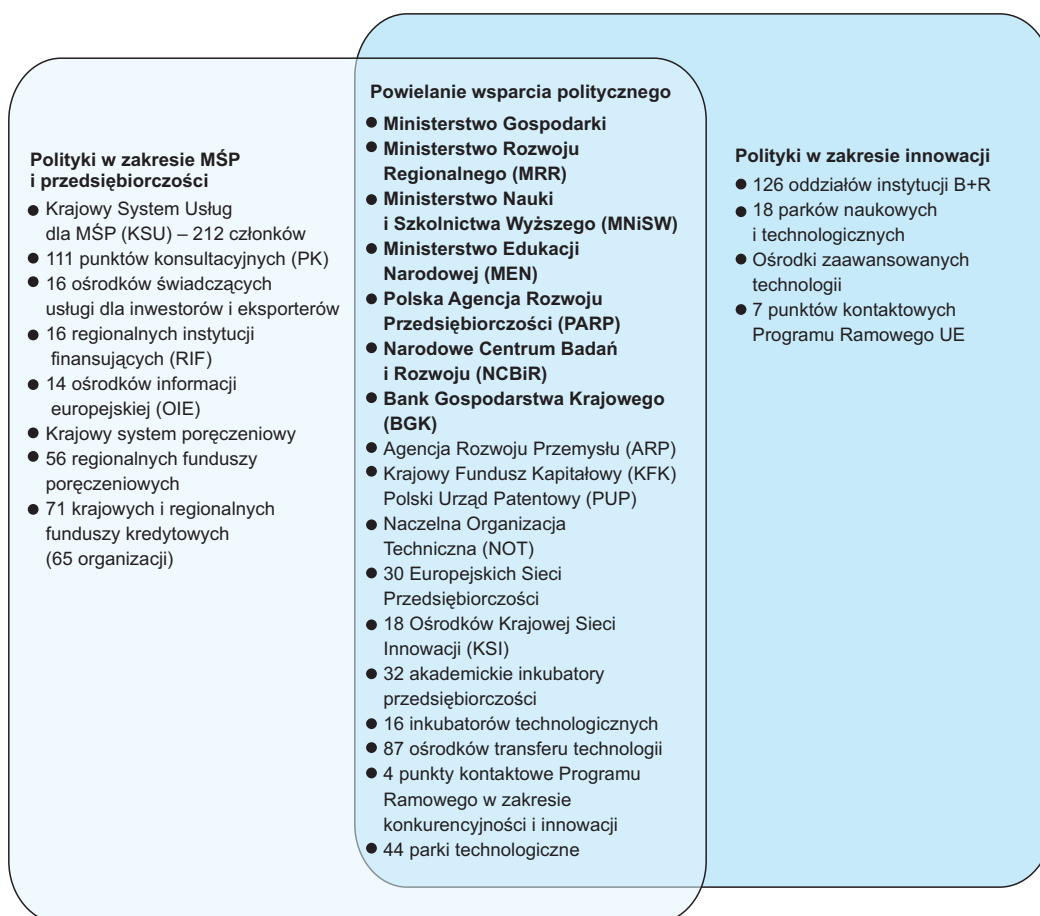 Polityki w zakresie MŚP
i przedsiębiorczości
● Krajowy System Usług
dla MŚP (KSU) – 212 członków
● 111 punktów konsultacyjnych (PK)
● 16 ośrodków świadczących
usługi dla inwestorów i eksporterów
● 16 regionalnych instytucji
finansujących (RIF)
● 14 ośrodków informacji
europejskiej (OIE)
● Krajowy system poręczeniowy
● 56 regionalnych funduszy
poręczeniowych
● 71 krajowych i regionalnych
funduszy kredytowych
(65 organizacji)
Powielanie wsparcia politycznego
● Ministerstwo Gospodarki
● Ministerstwo Rozwoju
Regionalnego (MRR)
● Ministerstwo Nauki
i Szkolnictwa Wyższego (MNiSW)
● Ministerstwo Edukacji
Narodowej (MEN)
● Polska Agencja Rozwoju
Przedsiębiorczości (PARP)
● Narodowe Centrum Badań
i Rozwoju (NCBiR)
● Bank Gospodarstwa Krajowego
(BGK)
● Agencja Rozwoju Przemysłu (ARP)
● Krajowy Fundusz Kapitałowy (KFK)
Polski Urząd Patentowy (PUP)
● Naczelna Organizacja
Techniczna (NOT)
● 30 Europejskich Sieci
Przedsiębiorczości
● 18 Ośrodków Krajowej Sieci
Innowacji (KSI)
● 32 akademickie inkubatory
przedsiębiorczości
● 16 inkubatorów technologicznych
● 87 ośrodków transferu technologii
● 4 punkty kontaktowe Programu
Ramowego w zakresie
konkurencyjności i innowacji
● 44 parki technologiczne
Polityki w zakresie innowacji
● 126 oddziałów instytucji B+R
● 18 parków naukowych
i technologicznych
● Ośrodki zaawansowanych
technologii
● 7 punktów kontaktowych
Programu Ramowego UE